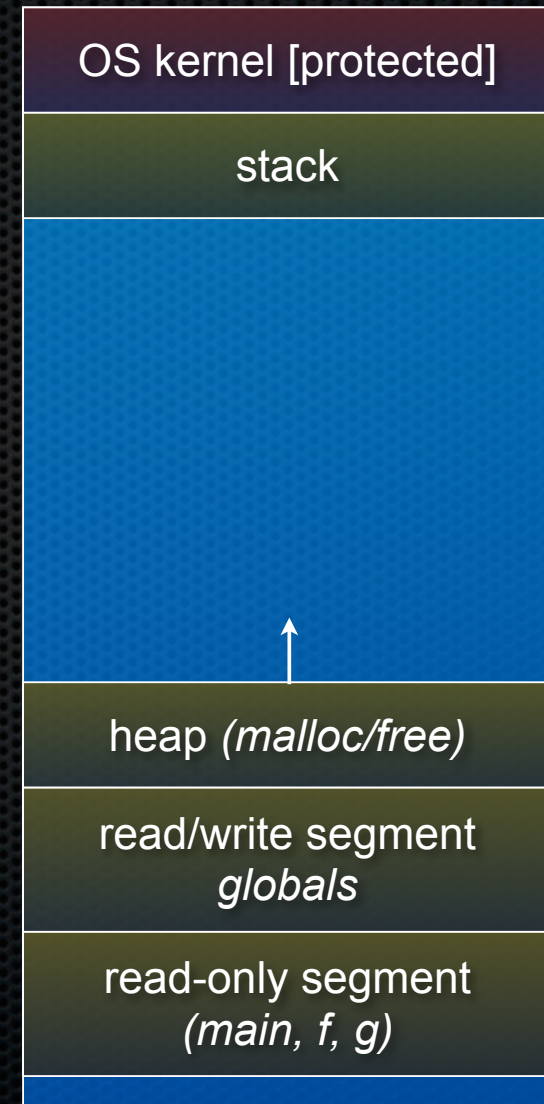 OS kernel [protected]
stack
heap (malloc/free)
read/write segment
globals
read-only segment
(main, f, g)